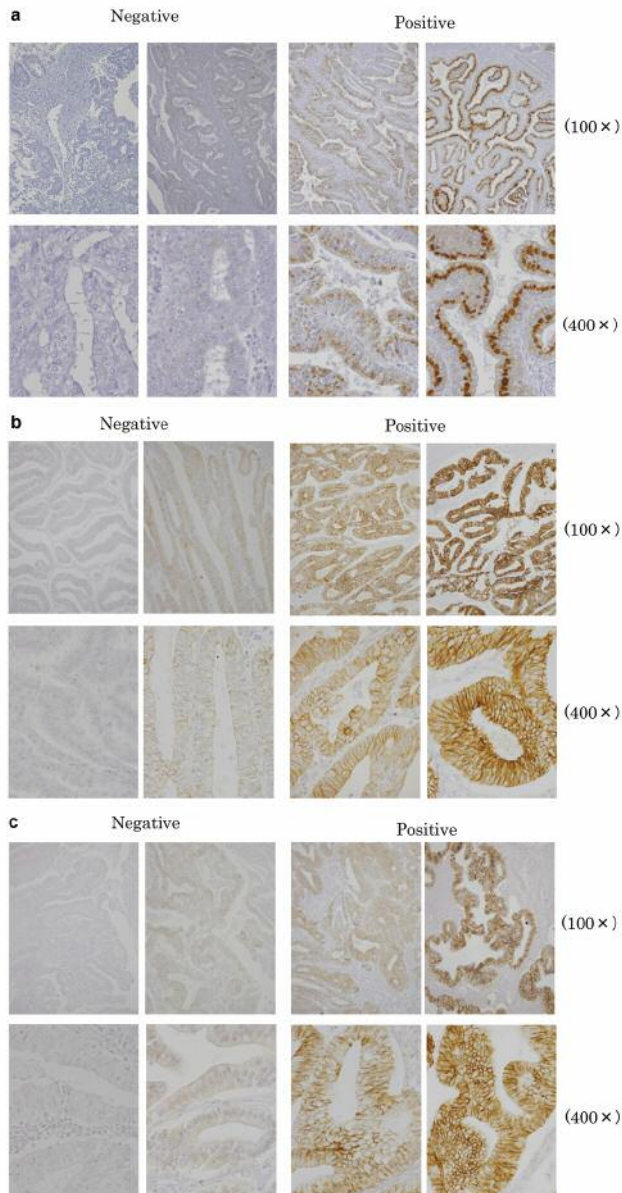 a
Negative Positive
(100×)
(400×)
b
Negative Positive
(100×)
(400×)
c
Negative Positive
(100×)
(400×)